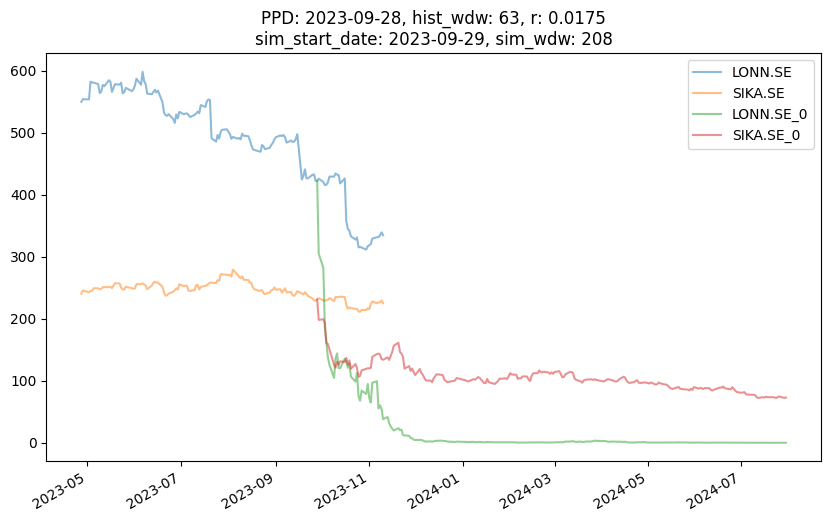 PPD: 2023-09-28, hist_wdw: 63, r: 0.0175
sim_start_date: 2023-09-29, sim_wdw: 208
LONN.SE
SIKA.SE
LONN.SE_0
SIKA.SE_0
600
500
400
300
200
100
0
2023-05
2023-07
2023-09
2023-11
2024-01
2024-03
2024-05
2024-07